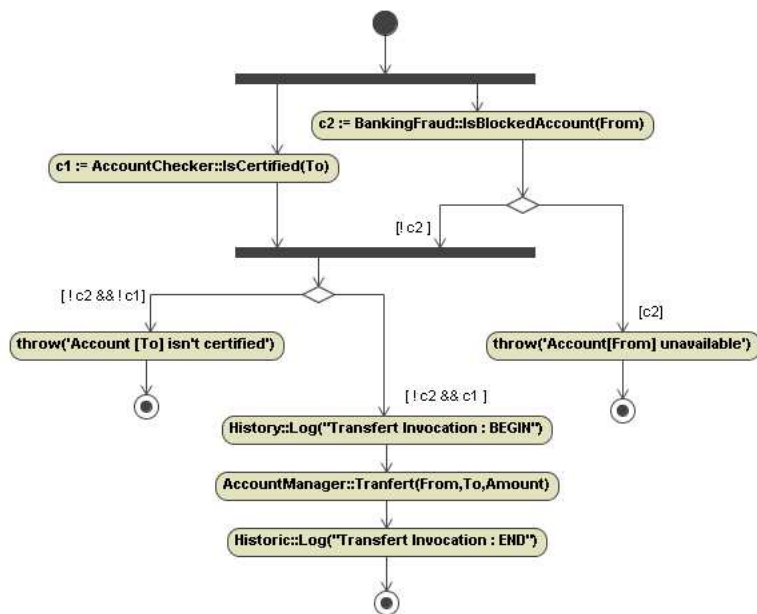 c2 := BankingFraud::IsBlockedAccount(From)
c1 := AccountChecker::IsCertified(To)
[! c2 ]
[ ! c2 && ! c1]
[c2]
throw('Account [To] isn't certified')
throw('Account[From] unavailable')
[ ! c2 && c1 ]
History::Log("Transfert Invocation : BEGIN")
AccountManager::Tranfert(From,To,Amount)
Historic::Log("Transfert Invocation : END")